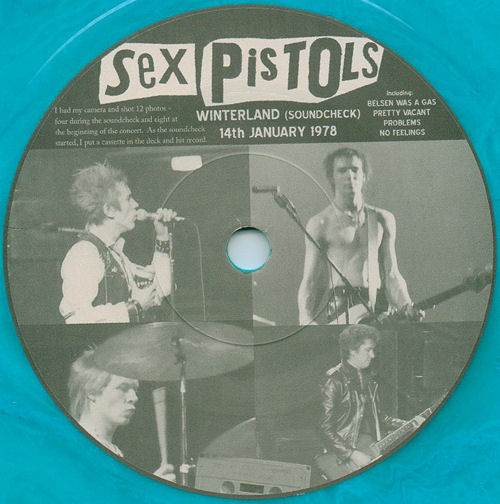 SEX PISTOLS
I had my camera and shot 12 photos –
four during the soundcheck and eight at
the beginning of the concert. As the soundcheck
started, I put a cassette in the deck and hit record.
WINTERLAND (SOUNDCHECK)
14th JANUARY 1978
Including:
BELSEN WAS A GAS
PRETTY VACANT
PROBLEMS
NO FEELINGS